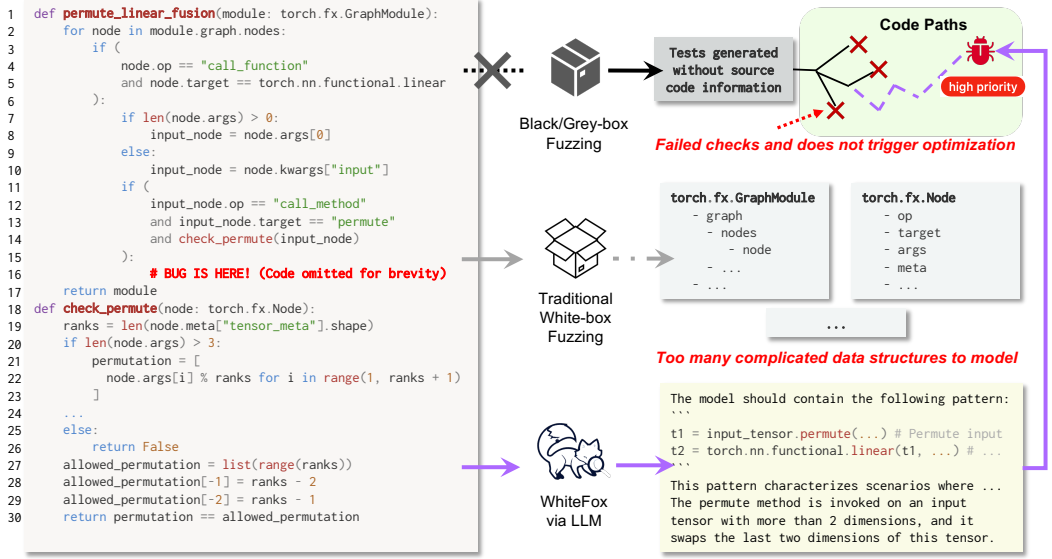 1 def permute_linear_fusion(module: torch.fx.GraphModule):
2 for node in module.graph.nodes:
3 if (
4 node.op == "call_function"
5 and node.target == torch.nn.functional.linear
6 ):
7 if len(node.args) > 0:
8 input_node = node.args[0]
9 else:
10 input_node = node.kwargs["input"]
11 if (
12 input_node.op == "call_method"
13 and input_node.target == "permute"
14 and check_permute(input_node)
15 ):
16 # BUG IS HERE! (Code omitted for brevity)
17 return module
18 def check_permute(node: torch.fx.Node):
19 ranks = len(node.meta["tensor_meta"].shape)
20 if len(node.args) > 3:
21 permutation = [
22 node.args[i] % ranks for i in range(1, ranks + 1)
23 ]
24 ...
25 else:
26 return False
27 allowed_permutation = list(range(ranks))
28 allowed_permutation[-1] = ranks - 2
29 allowed_permutation[-2] = ranks - 1
30 return permutation == allowed_permutation
Black/Grey-box
Fuzzing
Tests generated
without source
code information
Code Paths
high priority
Failed checks and does not trigger optimization
Traditional
White-box
Fuzzing
torch.fx.GraphModule
- graph
- nodes
- node
- ...
- ...
torch.fx.Node
- op
- target
- args
- meta
- ...
...
Too many complicated data structures to model
WhiteFox
via LLM
The model should contain the following pattern:
```
t1 = input_tensor.permute(...) # Permute input
t2 = torch.nn.functional.linear(t1, ...) # ...
```
This pattern characterizes scenarios where ...
The permute method is invoked on an input
tensor with more than 2 dimensions, and it
swaps the last two dimensions of this tensor.